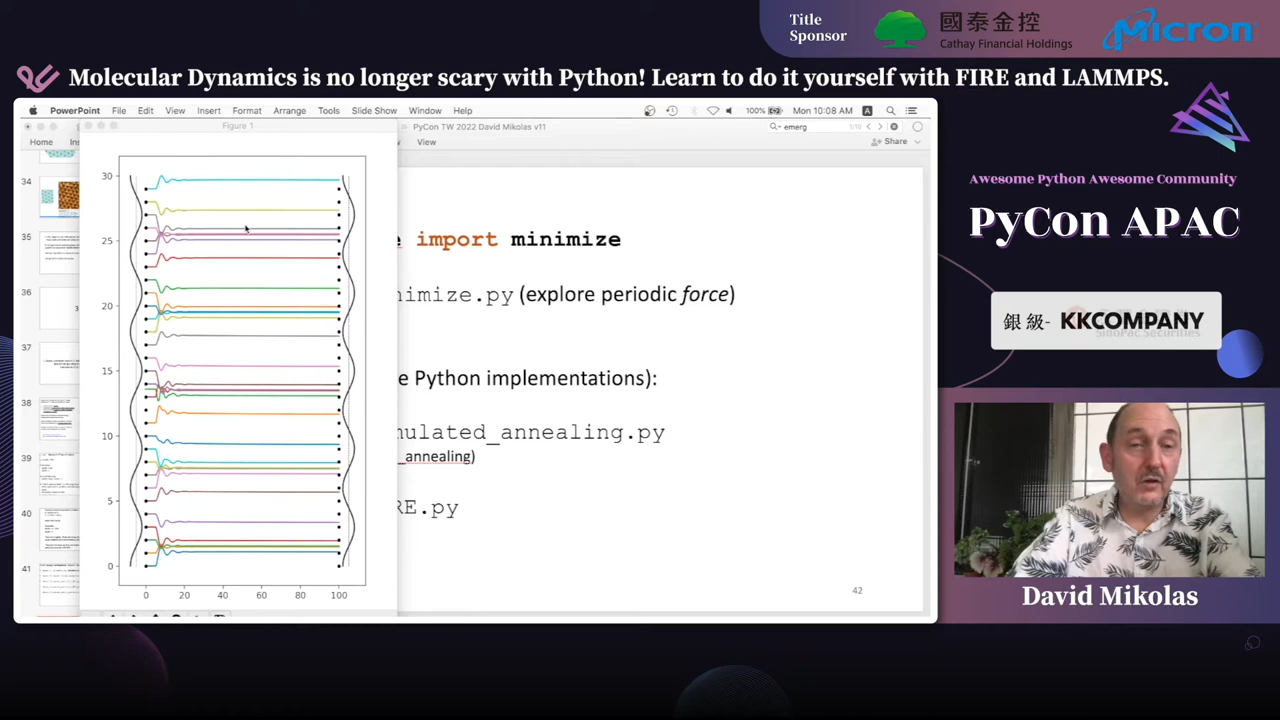 Title
Sponsor
國泰金控
Cathay Financial Holdings
Micron
Molecular Dynamics is no longer scary with Python! Learn to do it yourself with FIRE and LAMMPS.
PowerPoint File Edit View Insert Format Arrange Tools Slide Show Window Help
100%
Mon 10:08 AM
A
Figure 1
PyCon TW 2022 David Mikolas v11
emerg
Home
View
Share
34
35
36
37
38
39
40
41
30
25
20
15
10
5
0
0 20 40 60 80 100
import minimize
nimize.py (explore periodic force)
e Python implementations):
mulated_annealing.py
_annealing)
RE.py
42
Awesome Python Awesome Community
PyCon APAC
銀級- KKCOMPANY
SinoPac Securities
David Mikolas